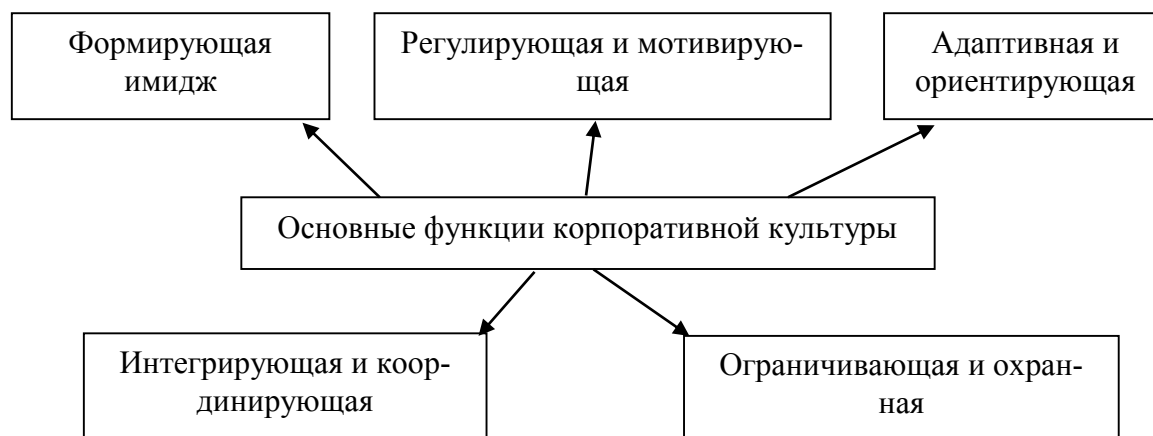 Формирующая
имидж
Регулирующая и мотивирую-
щая
Адаптивная и
ориентирующая
Основные функции корпоративной культуры
Интегрирующая и коор-
динирующая
Ограничивающая и охран-
ная